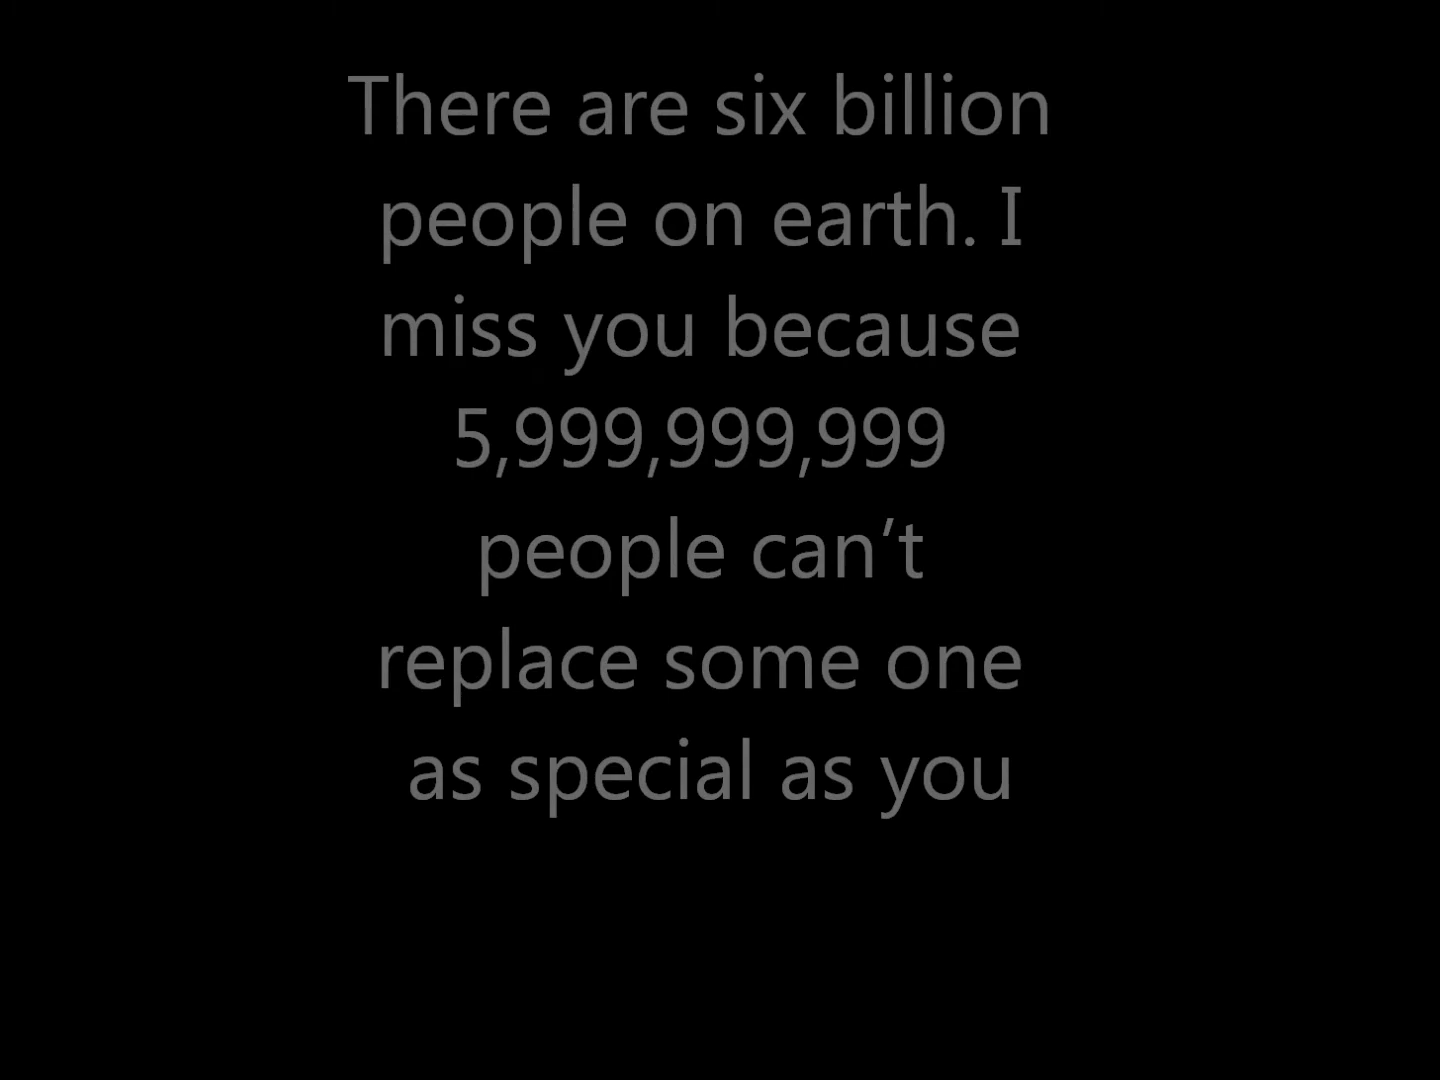 There are six billion
people on earth. I
miss you because
5,999,999,999
people can’t
replace some one
as special as you